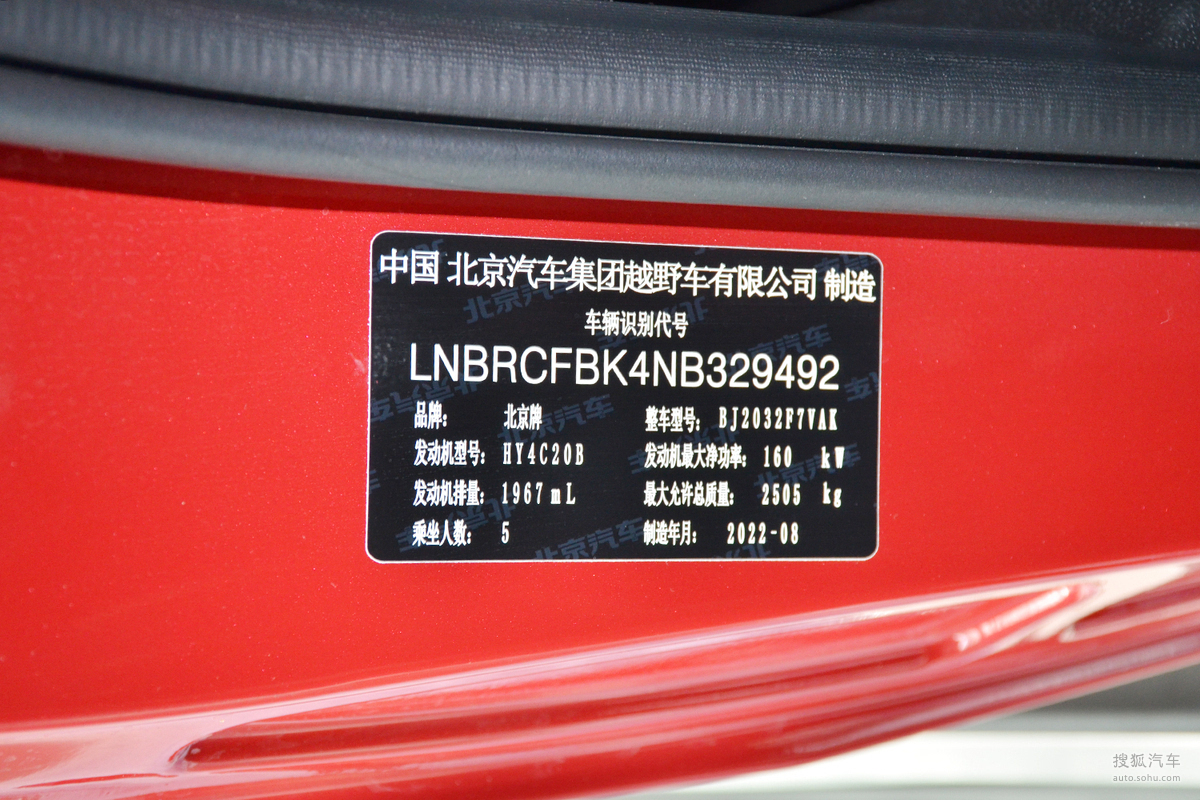 中国 北京汽车集团越野车有限公司 制造
车辆识别代号
LNBRCFBK4NB329492
品牌： 北京牌 整车型号： BJ2032F7VAK
发动机型号： HY4C20B 发动机最大净功率： 160 kW
发动机排量： 1967mL 最大允许总质量： 2505 kg
乘坐人数： 5 制造年月： 2022-08
搜狐汽车
auto.sohu.com